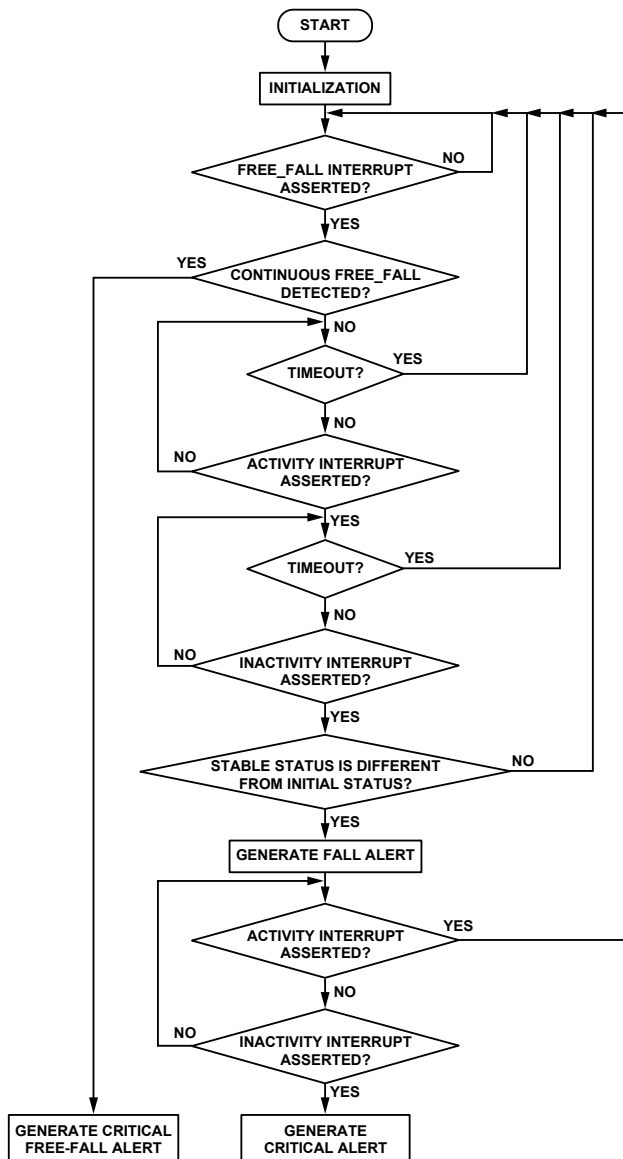 START
INITIALIZATION
NO
FREE_FALL INTERRUPT
ASSERTED?
YES
YES
CONTINUOUS FREE_FALL
DETECTED?
NO
YES
TIMEOUT?
NO
NO
ACTIVITY INTERRUPT
ASSERTED?
YES
YES
TIMEOUT?
NO
NO
INACTIVITY INTERRUPT
ASSERTED?
YES
NO
STABLE STATUS IS DIFFERENT
FROM INITIAL STATUS?
YES
GENERATE FALL ALERT
YES
ACTIVITY INTERRUPT
ASSERTED?
NO
NO
INACTIVITY INTERRUPT
ASSERTED?
YES
GENERATE CRITICAL
FREE-FALL ALERT
GENERATE
CRITICAL ALERT